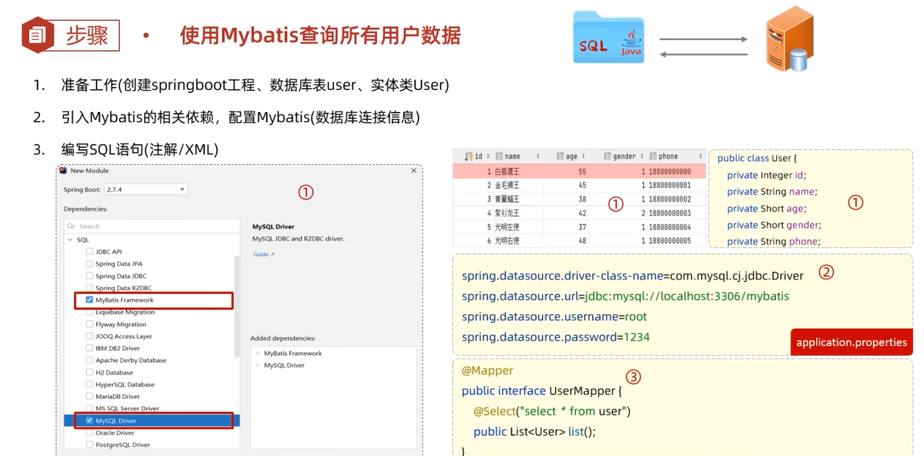 步骤
使用Mybatis查询所有用户数据
SQL
Java
1. 准备工作(创建springboot工程、数据库表user、实体类User)
2. 引入Mybatis的相关依赖，配置Mybatis(数据库连接信息)
3. 编写SQL语句(注解/XML)
New Module
①
Spring Boot: 2.7.4
Dependencies:
Search
SQL
JDBC API
Spring Data JPA
Spring Data JDBC
Spring Data R2DBC
MyBatis Framework
Liquibase Migration
Flyway Migration
JOOQ Access Layer
IBM DB2 Driver
Apache Derby Database
H2 Database
HyperSQL Database
MariaDB Driver
MS SQL Server Driver
MySQL Driver
Oracle Driver
PostgreSQL Driver
MySQL Driver
MySQL JDBC and R2DBC driver.
Guide
Added dependencies:
MyBatis Framework
MySQL Driver
id name age gender phone
1 白眉鹰王 55 1 18800000000
2 金毛狮王 45 1 18800000001
3 青翼蝠王 38 1 18800000002
4 紫衫龙王 42 2 18800000003
5 光明左使 37 1 18800000004
6 光明右使 48 1 18800000005
①
public class User {
private Integer id;
private String name;
private Short age;
private Short gender;
private String phone;
①
spring.datasource.driver-class-name=com.mysql.cj.jdbc.Driver
spring.datasource.url=jdbc:mysql://localhost:3306/mybatis
spring.datasource.username=root
spring.datasource.password=1234
②
application.properties
@Mapper
public interface UserMapper {
@Select("select * from user")
public List<User> list();
}
③